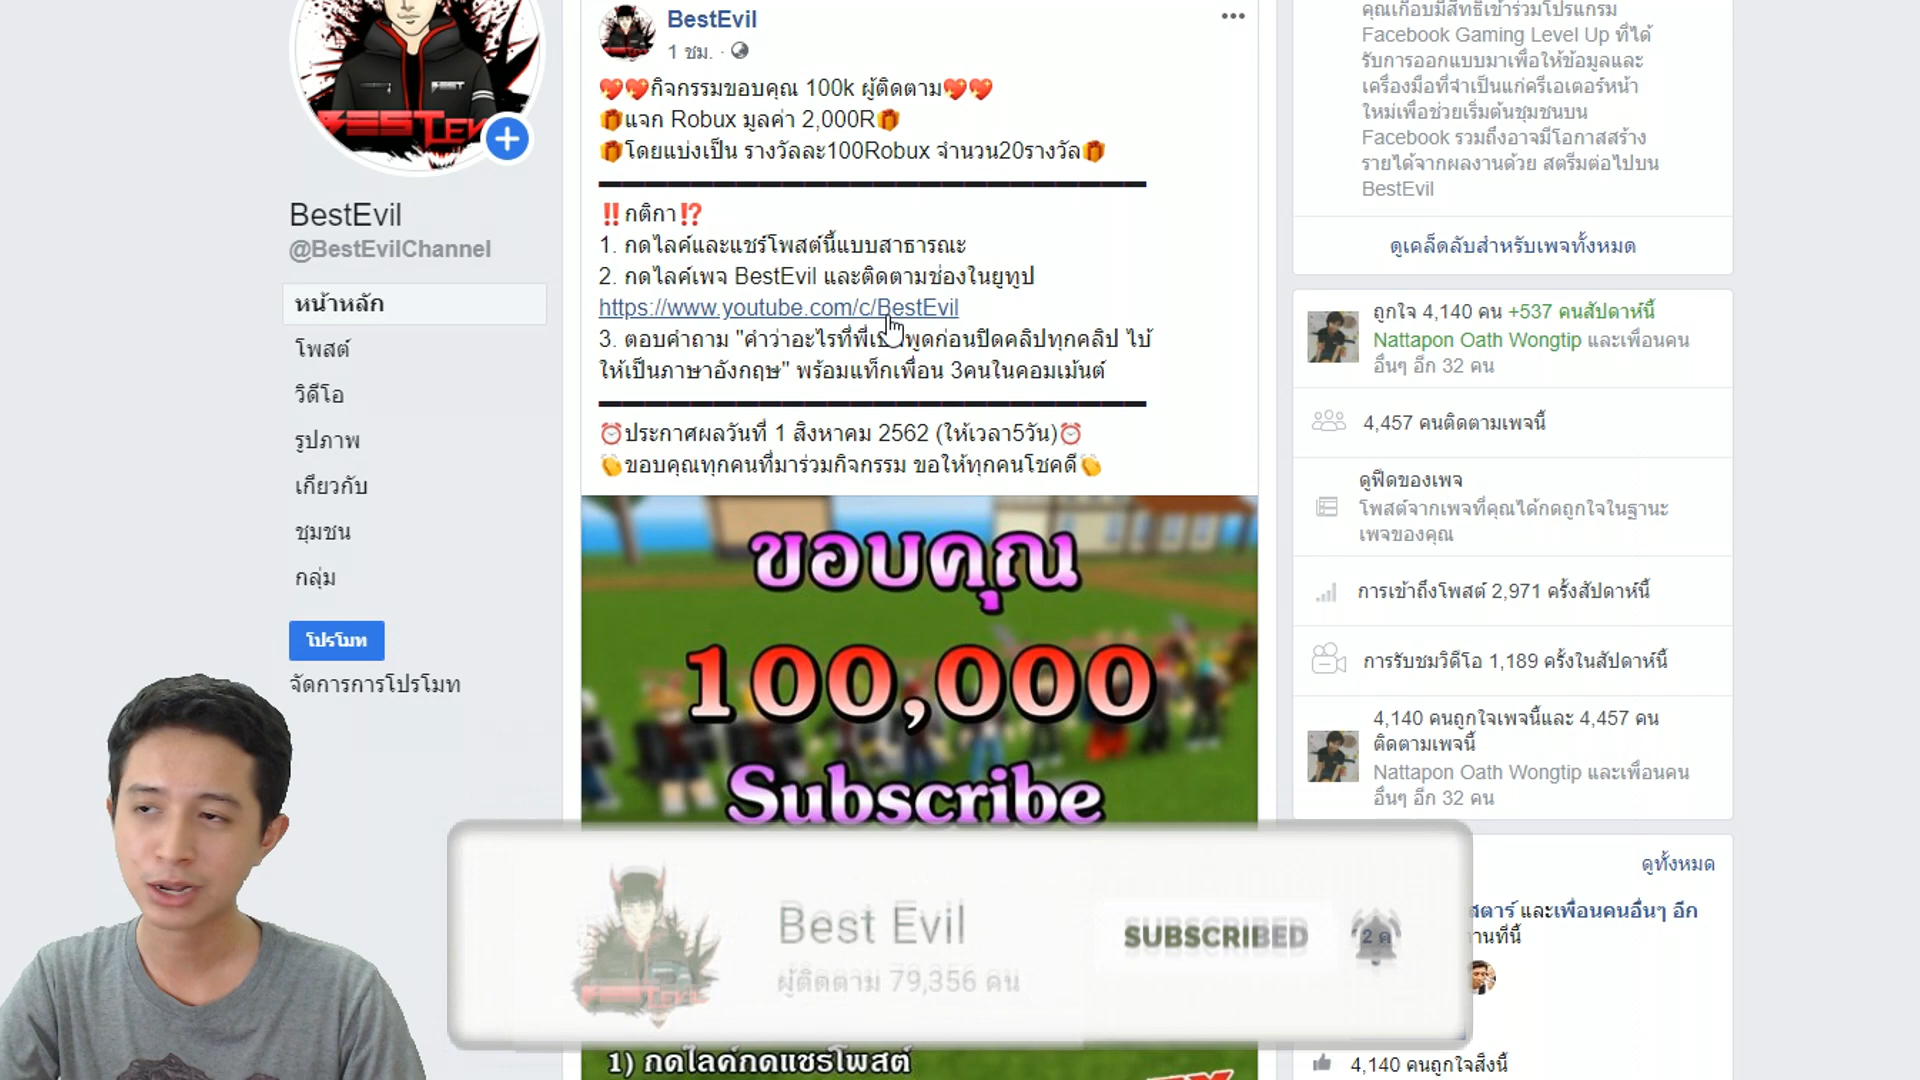 BestEvil
@BestEvilChannel
หน้าหลัก
โพสต์
วิดีโอ
รูปภาพ
เกี่ยวกับ
ชุมชน
กลุ่ม
โปรโมท
จัดการการโปรโมท
BestEvil
1 ชม. ·
💖💖กิจกรรมขอบคุณ 100k ผู้ติดตาม💖💖
🎁แจก Robux มูลค่า 2,000R🎁
🎁โดยแบ่งเป็น รางวัลละ100Robux จำนวน20รางวัล🎁
‼กติกา⁉
1. กดไลค์และแชร์โพสต์นี้แบบสาธารณะ
2. กดไลค์เพจ BestEvil และติดตามช่องในยูทูป
https://www.youtube.com/c/BestEvil
3. ตอบคำถาม "คำว่าอะไรที่พี่เป็นพูดก่อนปิดคลิปทุกคลิป ไบ้
ให้เป็นภาษาอังกฤษ" พร้อมแท็กเพื่อน 3คนในคอมเม้นต์
⏰ประกาศผลวันที่ 1 สิงหาคม 2562 (ให้เวลา5วัน)⏰
👏ขอบคุณทุกคนที่มาร่วมกิจกรรม ขอให้ทุกคนโชคดี👏
ขอบคุณ
100,000
Subscribe
Best Evil
ผู้ติดตาม 79,356 คน
SUBSCRIBED
1) กดไลค์กดแชร์โพสต์
คุณเกือบมีสิทธิ์เข้าร่วมโปรแกรม
Facebook Gaming Level Up ที่ได้
รับการออกแบบมาเพื่อให้ข้อมูลและ
เครื่องมือที่จำเป็นแก่ครีเอเตอร์หน้า
ใหม่เพื่อช่วยเริ่มต้นชุมชนบน
Facebook รวมถึงอาจมีโอกาสสร้าง
รายได้จากผลงานด้วย สตรีมต่อไปบน
BestEvil
ดูเคล็ดลับสำหรับเพจทั้งหมด
ถูกใจ 4,140 คน +537 คนสัปดาห์นี้
Nattapon Oath Wongtip และเพื่อนคน
อื่นๆ อีก 32 คน
4,457 คนติดตามเพจนี้
ดูฟีดของเพจ
โพสต์จากเพจที่คุณได้กดถูกใจในฐานะ
เพจของคุณ
การเข้าถึงโพสต์ 2,971 ครั้งสัปดาห์นี้
การรับชมวิดีโอ 1,189 ครั้งในสัปดาห์นี้
4,140 คนถูกใจเพจนี้และ 4,457 คน
ติดตามเพจนี้
Nattapon Oath Wongtip และเพื่อนคน
อื่นๆ อีก 32 คน
ดูทั้งหมด
สตาร์ และเพื่อนคนอื่นๆ อีก
านที่นี้
4,140 คนถูกใจสิ่งนี้